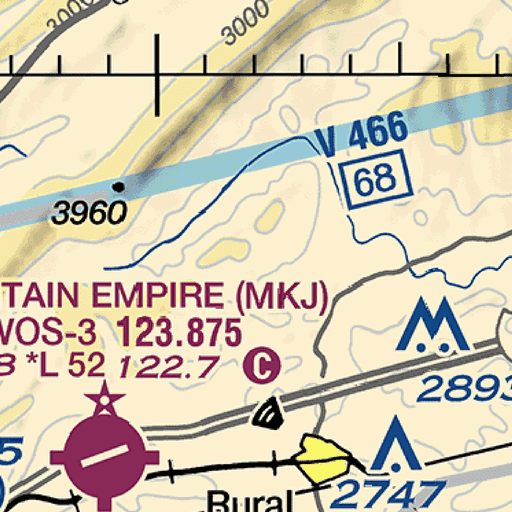 3000
3000
V 466
68
3960
TAIN EMPIRE (MKJ)
WOS-3 123.875
8 *L 52 122.7 C
2893
5
2747
Rural